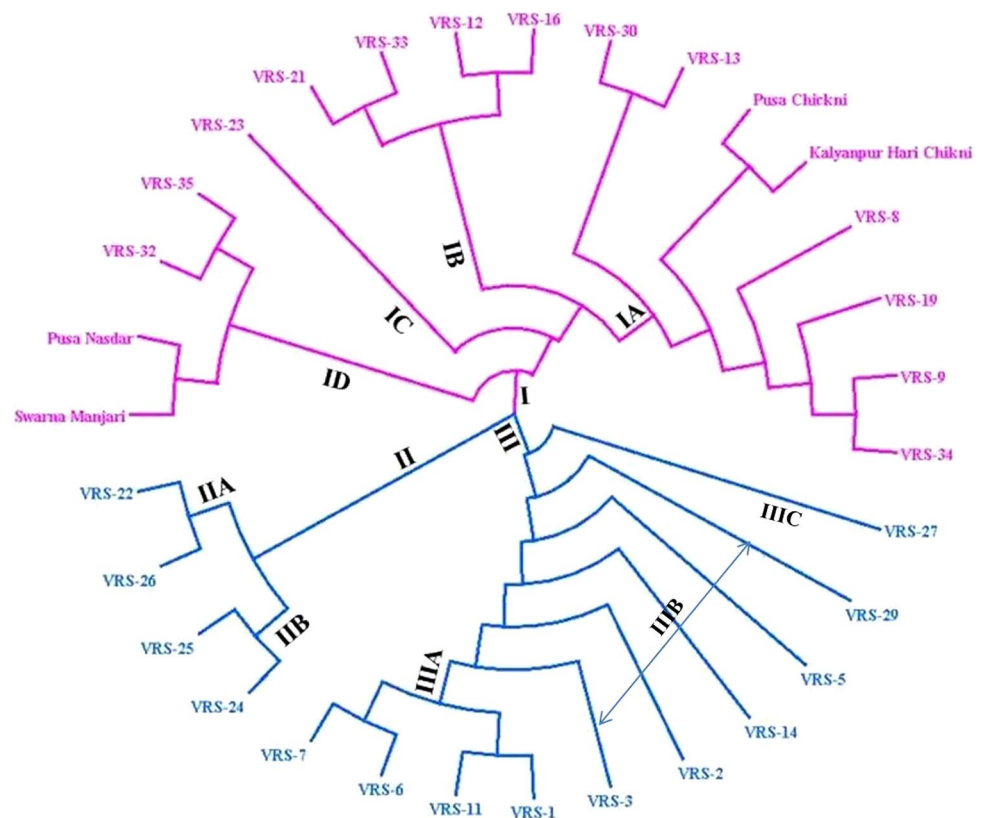 VRS-12
VRS-16
VRS-30
VRS-33
VRS-13
VRS-21
Pusa Chickni
VRS-23
Kalyanpur Hari Chikni
VRS-35
VRS-8
VRS-32
IB
VRS-19
IC
IA
Pusa Nasdar
ID
VRS-9
I
Swarna Manjari
III
VRS-34
II
VRS-22
IIA
IIIC
VRS-27
VRS-26
VRS-29
IIIB
IIB
VRS-25
IIIA
VRS-5
VRS-24
VRS-14
VRS-7
VRS-2
VRS-6
VRS-3
VRS-11
VRS-1